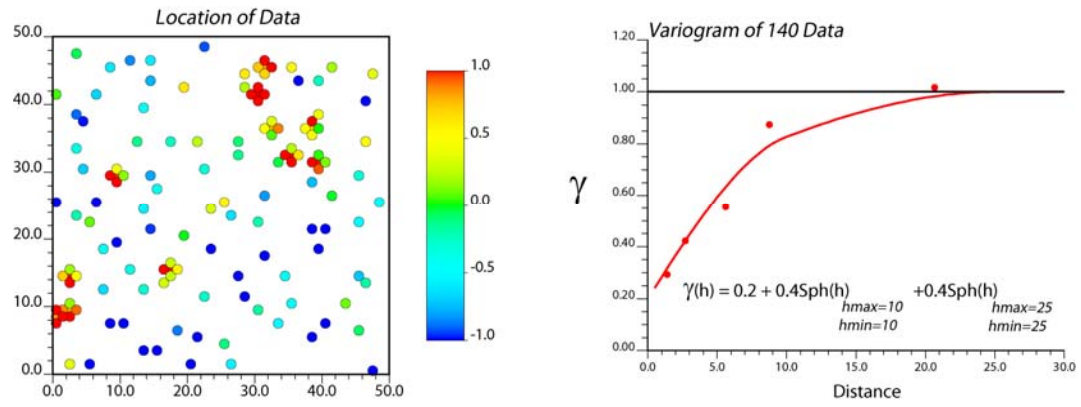 Location of Data
50.0
40.0
30.0
20.0
10.0
0.0
0.0 10.0 20.0 30.0 40.0 50.0
1.0
0.5
0.0
-0.5
-1.0
Variogram of 140 Data
1.20
1.00
0.80
0.60
0.40
0.20
0.00
γ
γ(h) = 0.2 + 0.4Sph(h) +0.4Sph(h)
hmax=10 hmax=25
hmin=10 hmin=25
0.0 5.0 10.0 15.0 20.0 25.0 30.0
Distance